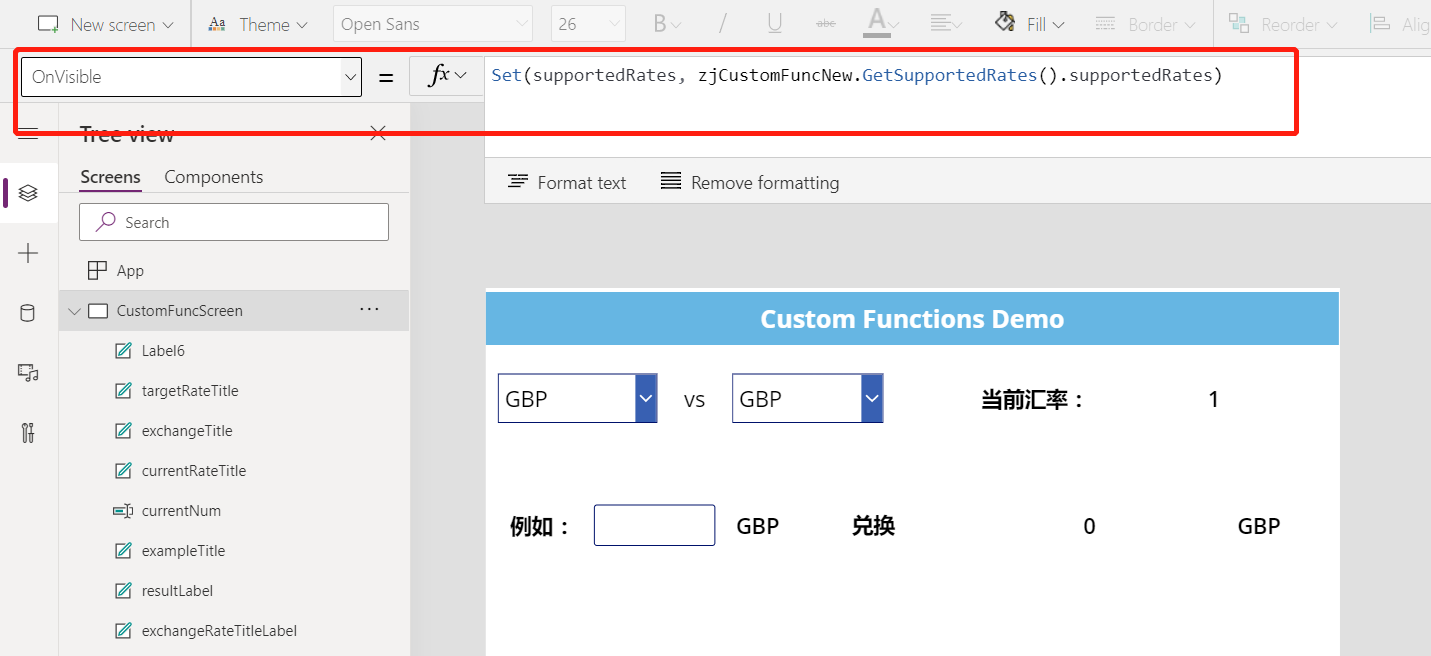 New screen Theme Open Sans 26 B / U abc A Fill Border Reorder Alig
OnVisible = fx Set(supportedRates, zjCustomFuncNew.GetSupportedRates().supportedRates)
Tree view
Screens Components
Format text Remove formatting
Search
App
CustomFuncScreen ...
Custom Functions Demo
Label6
targetRateTitle
GBP vs GBP 当前汇率： 1
exchangeTitle
currentRateTitle
currentNum
例如： GBP 兑换 0 GBP
exampleTitle
resultLabel
exchangeRateTitleLabel